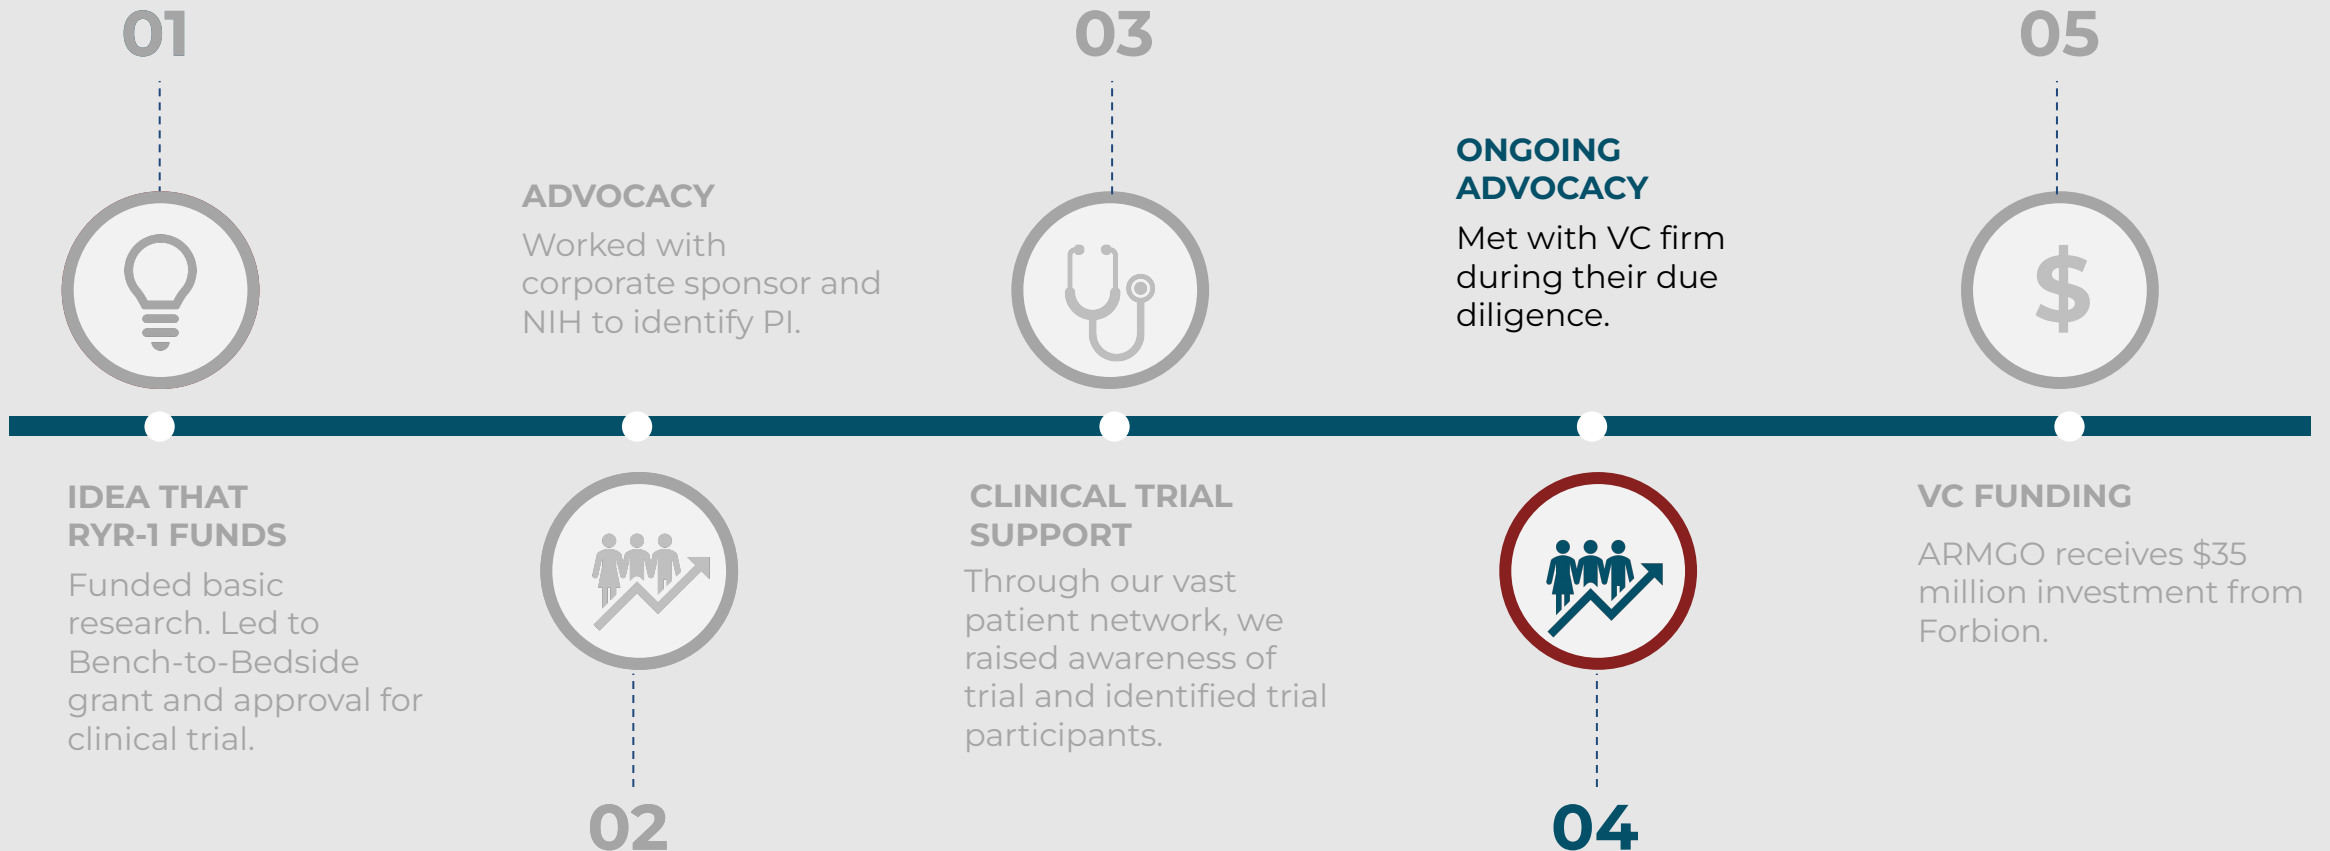 01
IDEA THAT
RYR-1 FUNDS
Funded basic
research. Led to
Bench-to-Bedside
grant and approval for
clinical trial.
ADVOCACY
Worked with
corporate sponsor and
NIH to identify PI.
02
03
CLINICAL TRIAL
SUPPORT
Through our vast
patient network, we
raised awareness of
trial and identified trial
participants.
ONGOING
ADVOCACY
Met with VC firm
during their due
diligence.
04
05
$
VC FUNDING
ARMGO receives $35
million investment from
Forbion.